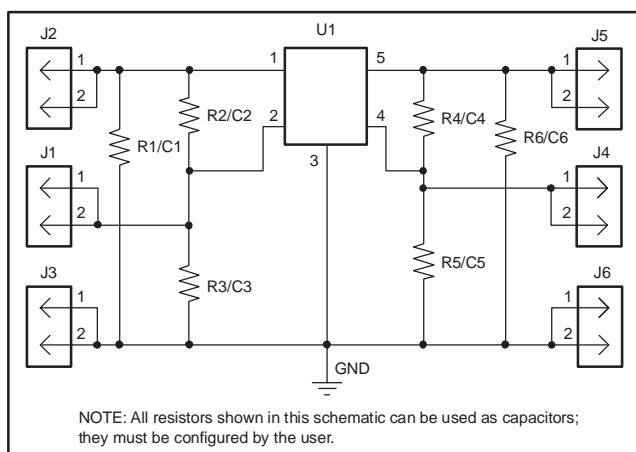 J2
U1
J5
1
2
1
5
1
2
R2/C2
2
4
R4/C4
R1/C1
R6/C6
J1
3
J4
1
2
1
2
R3/C3
R5/C5
J3
J6
1
2
1
2
GND
NOTE: All resistors shown in this schematic can be used as capacitors;
they must be configured by the user.